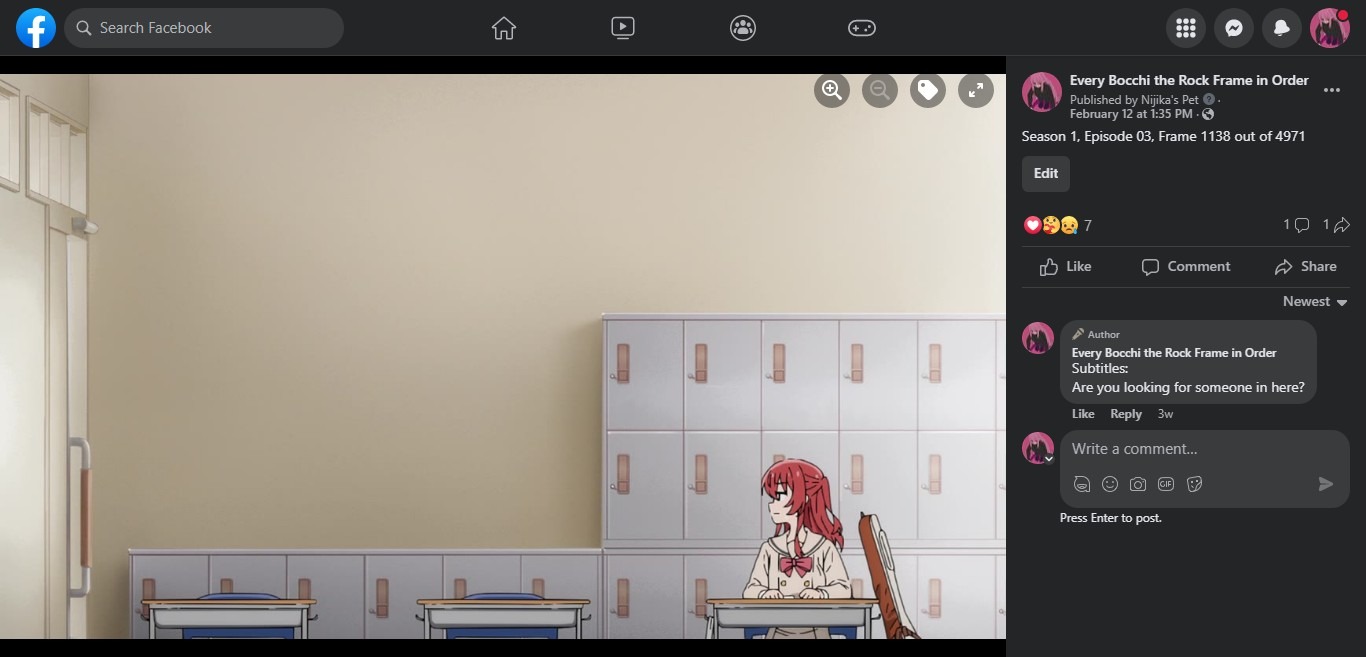 Search Facebook
Every Bocchi the Rock Frame in Order
Published by Nijika's Pet ·
February 12 at 1:35 PM ·
Season 1, Episode 03, Frame 1138 out of 4971
Edit
7
1 1
Like Comment Share
Newest
Author
Every Bocchi the Rock Frame in Order
Subtitles:
Are you looking for someone in here?
Like Reply 3w
Write a comment...
GIF
Press Enter to post.